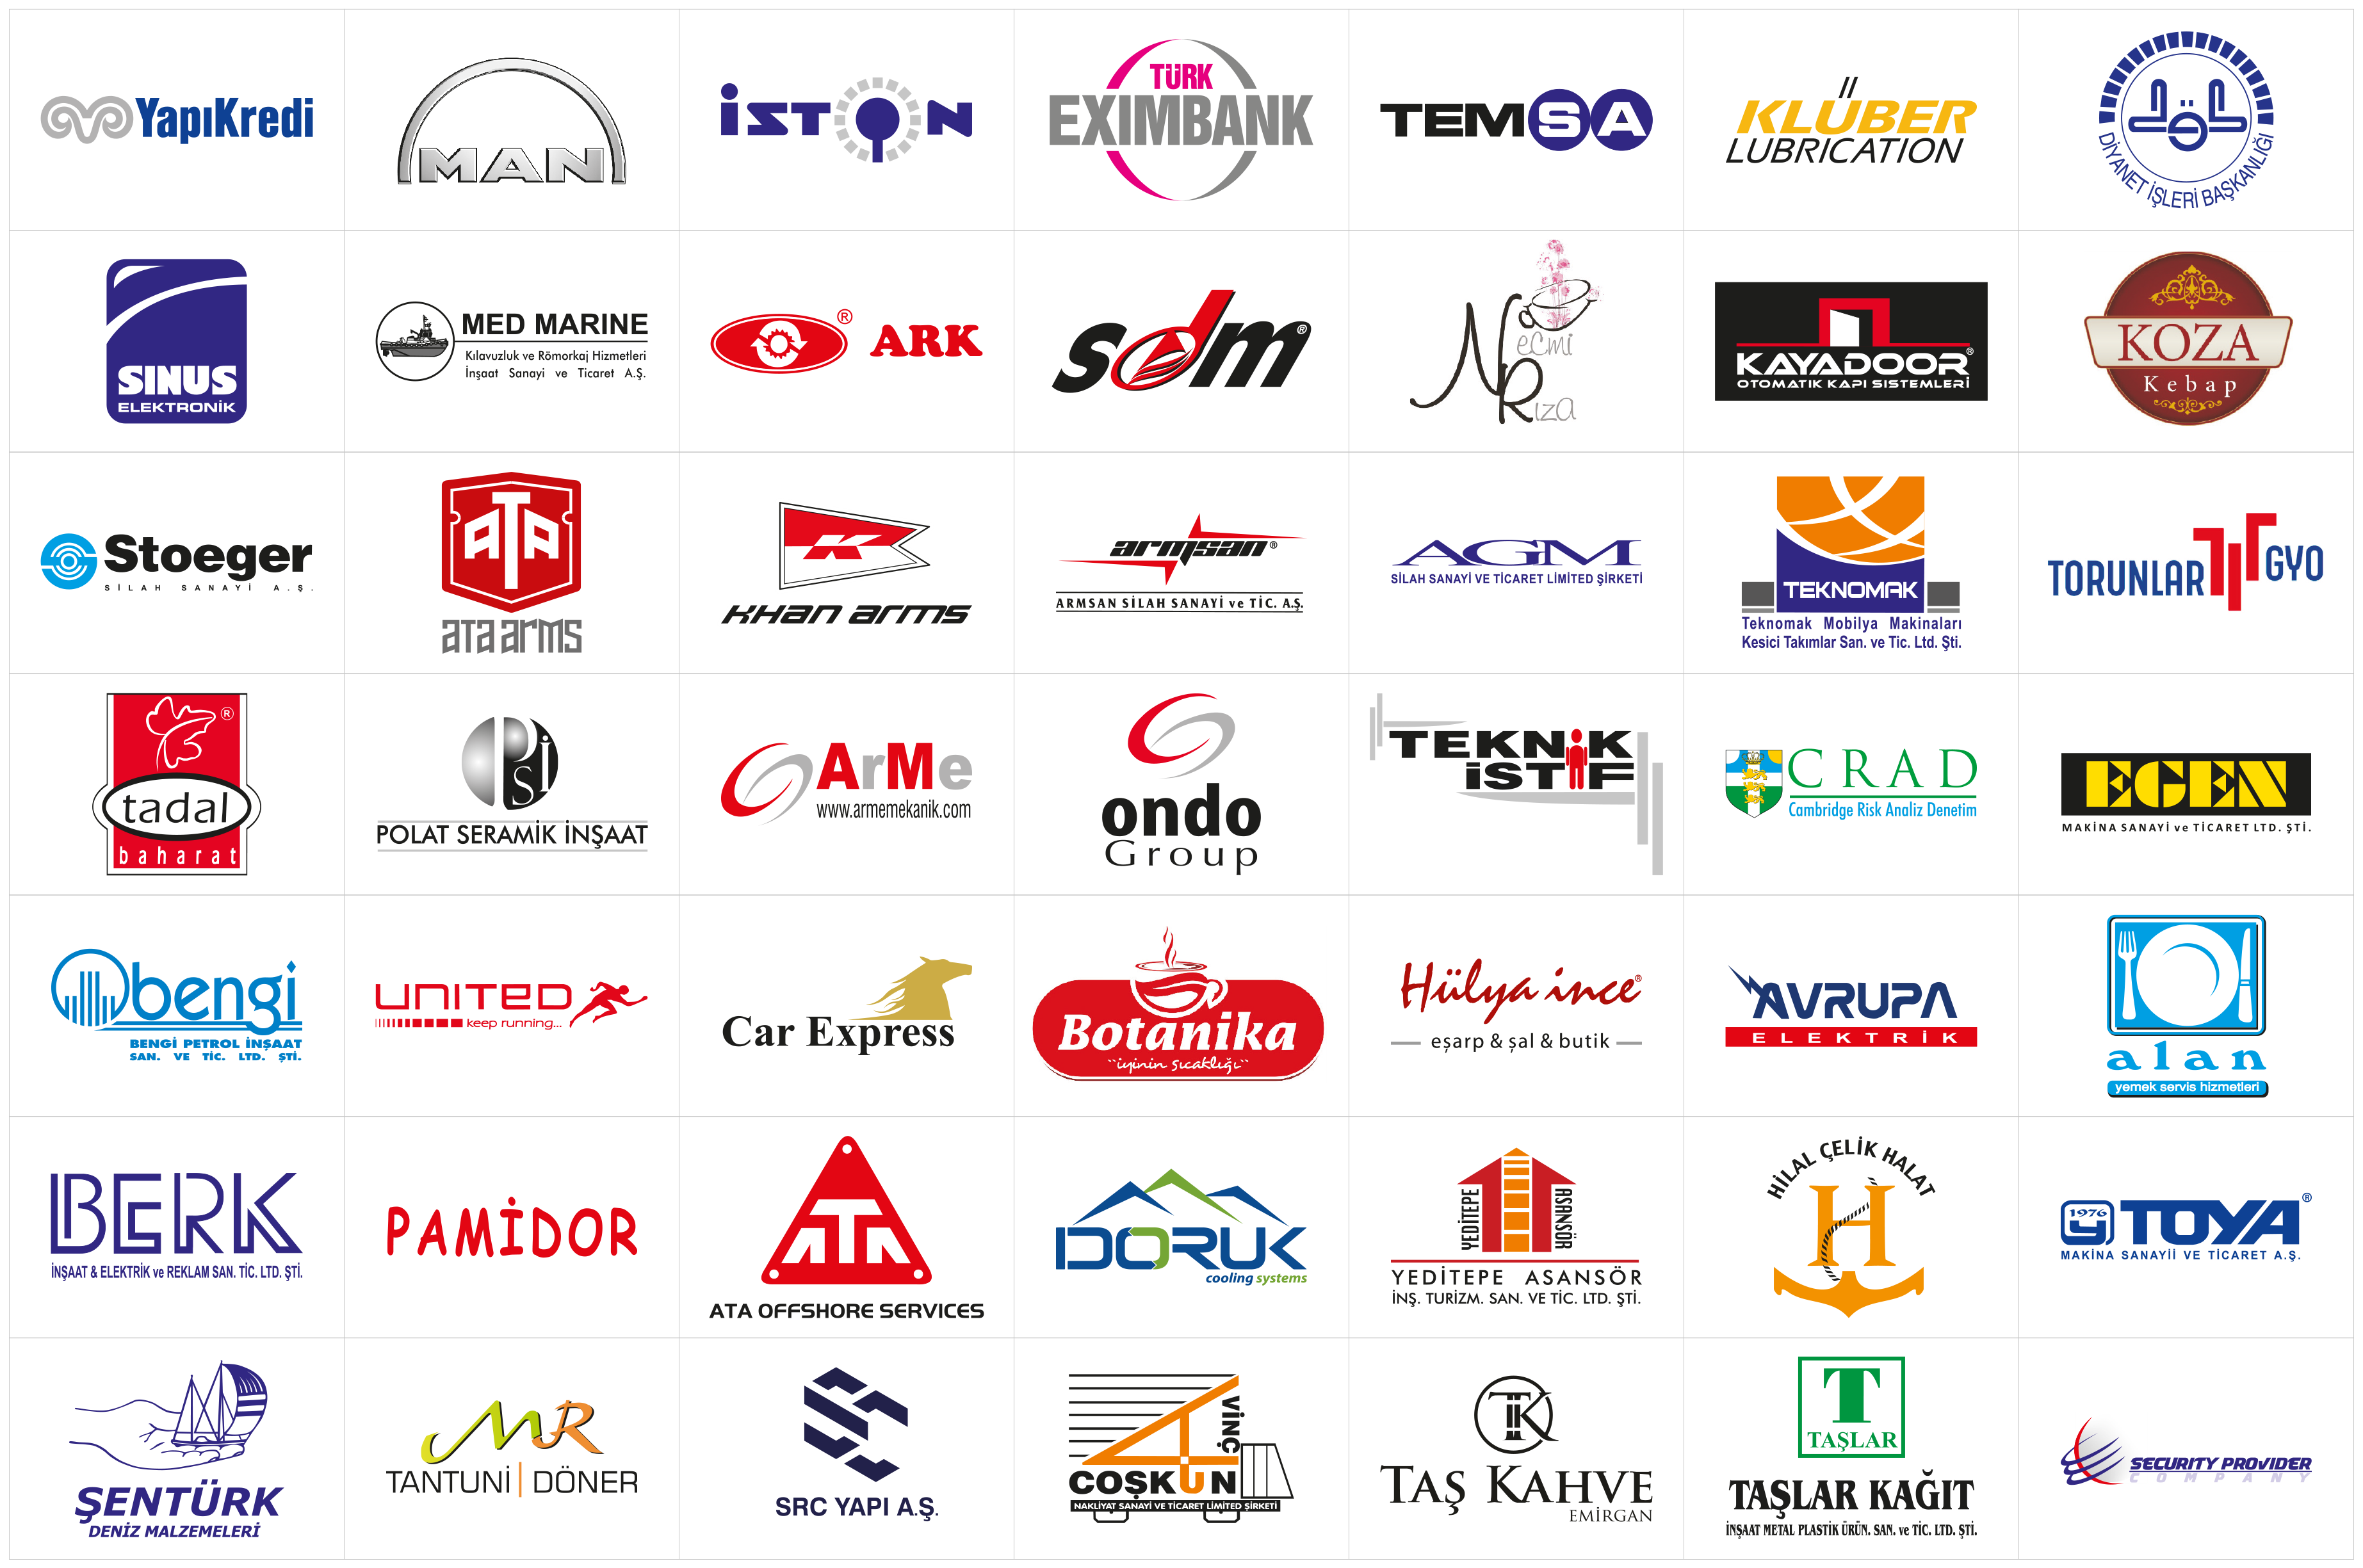 YapıKredi
MAN
İSTON
TÜRK
EXIMBANK
TEMSA
KLÜBER
LUBRICATION
DİYANET İŞLERİ BAŞKANLIĞI
SINUS
ELEKTRONİK
MED MARINE
Kılavuzluk ve Römorkaj Hizmetleri
İnşaat Sanayi ve Ticaret A.Ş.
® ARK
sdm®
Necmi
Rıza
KAYADOOR®
OTOMATIK KAPI SISTEMLERİ
KOZA
Kebap
Stoeger
SİLAH SANAYİ A.Ş.
ATA
ATA ARMS
K
KHAN ARMS
armsan®
ARMSAN SİLAH SANAYİ ve TİC. A.Ş.
AGM
SİLAH SANAYİ VE TİCARET LİMİTED ŞİRKETİ
TEKNOMAK
Teknomak Mobilya Makinaları
Kesici Takımlar San. ve Tic. Ltd. Şti.
TORUNLAR GYO
®
tadal
baharat
PSİ
POLAT SERAMİK İNŞAAT
ArMe
www.armemekanik.com
ondo
Group
TEKNİK
İSTİF
CRAD
Cambridge Risk Analiz Denetim
EGEN
MAKİNA SANAYİ ve TİCARET LTD. ŞTİ.
bengi
BENGİ PETROL İNŞAAT
SAN. VE TİC. LTD. ŞTİ.
UNITED
keep running...
Car Express
Botanika
"iyinin sıcaklığı"
Hülya ince®
eşarp & şal & butik
AVRUPA
ELEKTRİK
alan
yemek servis hizmetleri
BERK
İNŞAAT & ELEKTRİK ve REKLAM SAN. TİC. LTD. ŞTİ.
PAMİDOR
ATA
ATA OFFSHORE SERVICES
DORUK
cooling systems
YEDİTEPE
ASANSÖR
YEDİTEPE ASANSÖR
İNŞ. TURİZM. SAN. VE TİC. LTD. ŞTİ.
HİLAL ÇELİK HALAT
H
1976
TOYA®
MAKİNA SANAYİİ VE TİCARET A.Ş.
ŞENTÜRK
DENİZ MALZEMELERİ
MR
TANTUNİ | DÖNER
SRC YAPI A.Ş.
VİNÇ
COŞKUN
NAKLİYAT SANAYİ VE TİCARET LİMİTED ŞİRKETİ
TK
TAŞ KAHVE
EMİRGAN
T
TAŞLAR
TAŞLAR KAĞIT
İNŞAAT METAL PLASTİK ÜRÜN. SAN. ve TİC. LTD. ŞTİ.
SECURITY PROVIDER
COMPANY